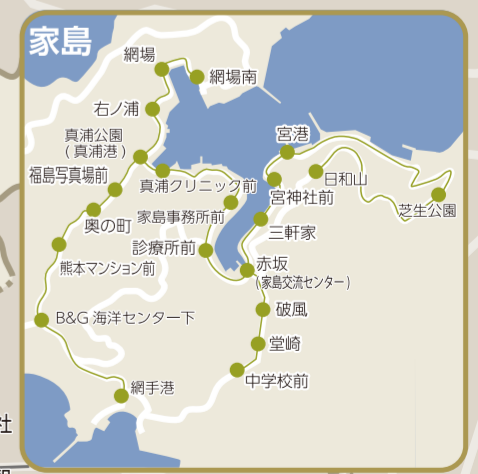 家島
網場
網場南
右ノ浦
真浦公園
(真浦港)
宮港
福島写真場前
真浦クリニック前
日和山
宮神社前
芝生公園
家島事務所前
奥の町
三軒家
診療所前
熊本マンション前
赤坂
(家島交流センター)
破風
B&G海洋センター下
堂崎
中学校前
網手港
社